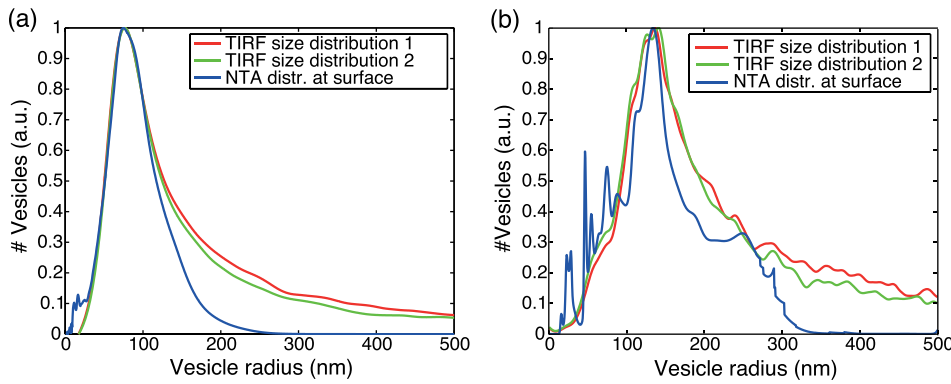 (a)
1
0.9
0.8
0.7
0.6
0.5
0.4
0.3
0.2
0.1
0
# Vesicles (a.u.)
TIRF size distribution 1
TIRF size distribution 2
NTA distr. at surface
0 100 200 300 400 500
Vesicle radius (nm)
(b)
1
0.9
0.8
0.7
0.6
0.5
0.4
0.3
0.2
0.1
0
#Vesicles (a.u.)
TIRF size distribution 1
TIRF size distribution 2
NTA distr. at surface
0 100 200 300 400 500
Vesicle radius (nm)